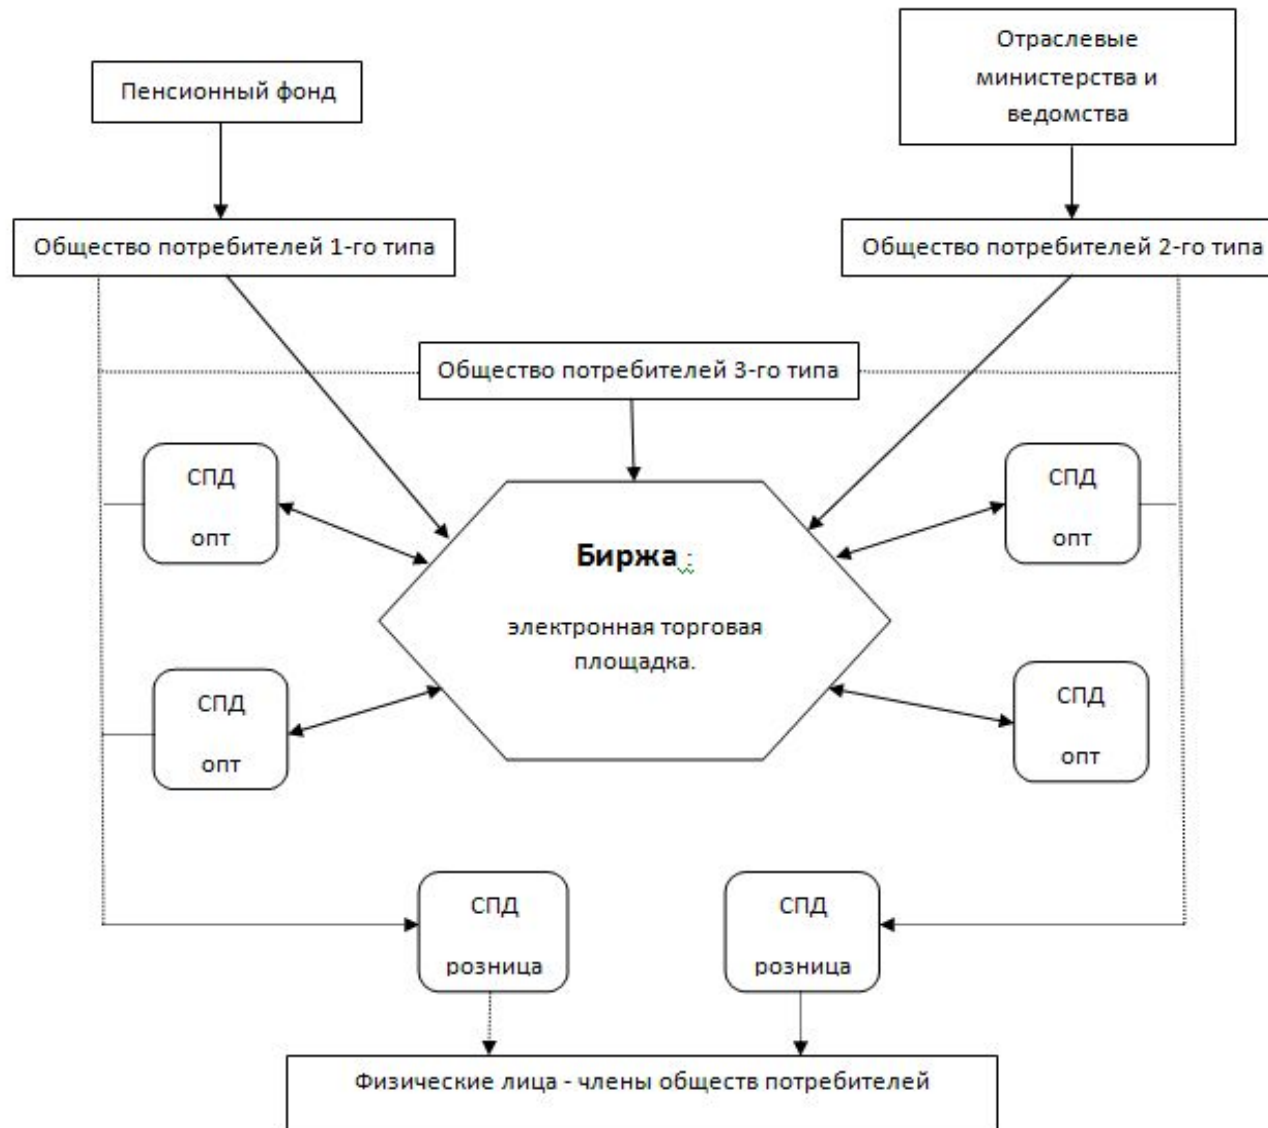 Отраслевые
министерства и
ведомства
Пенсионный фонд
Общество потребителей 1-го типа
Общество потребителей 2-го типа
Общество потребителей 3-го типа
СПД
опт
СПД
опт
Биржа :
электронная торговая
площадка.
СПД
опт
СПД
опт
СПД
розница
СПД
розница
Физические лица - члены обществ потребителей